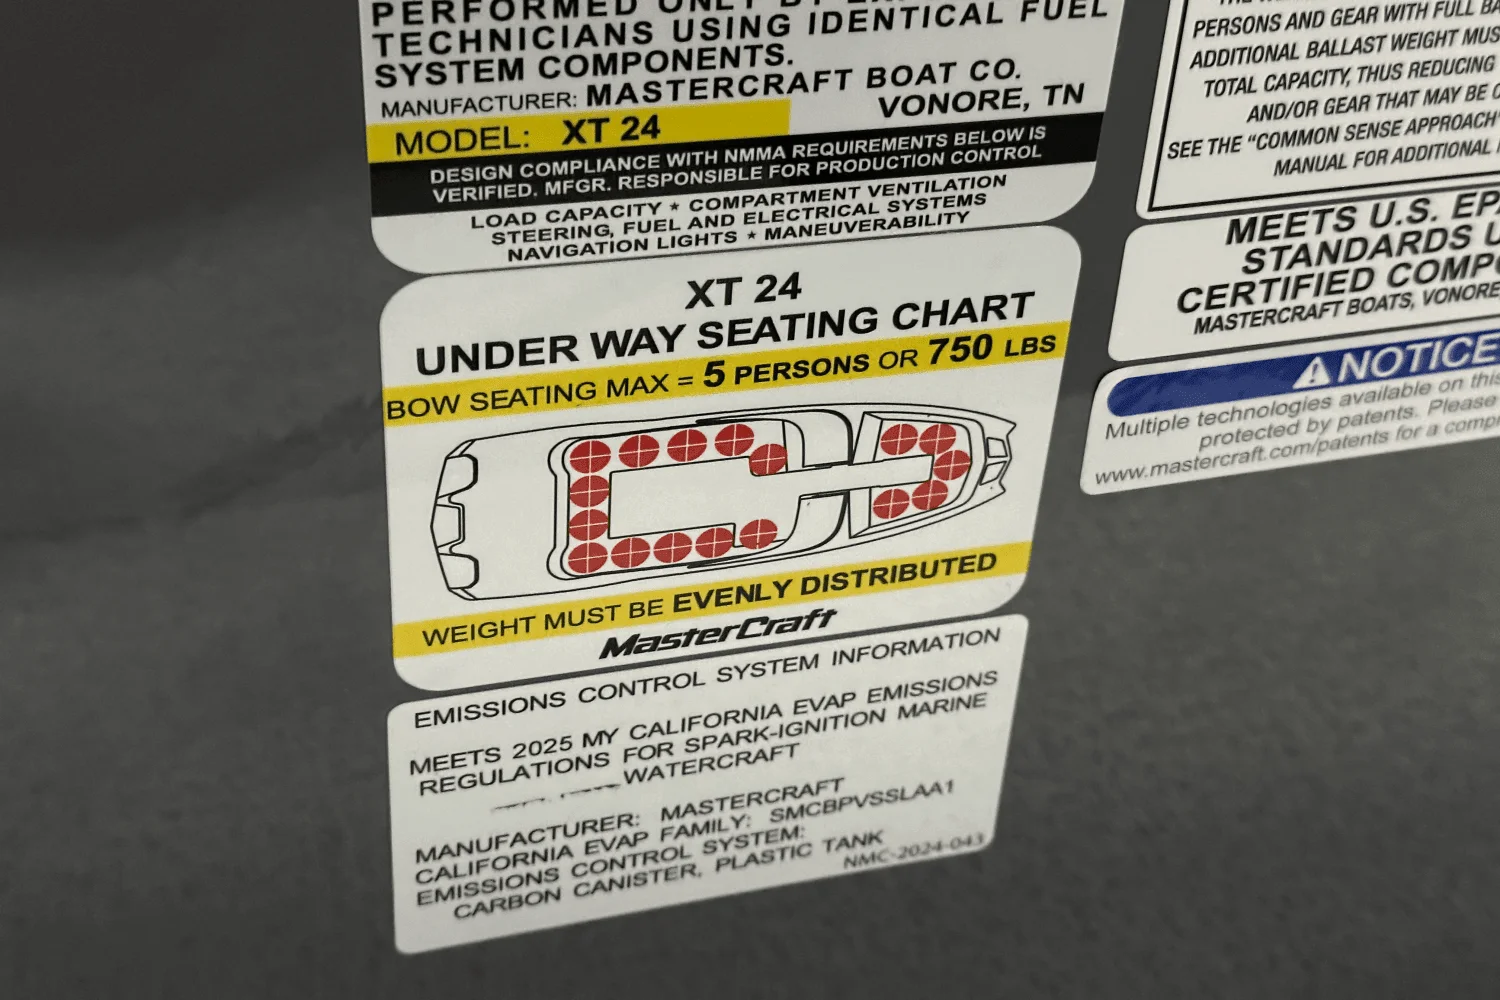 PERFORMED ONLY BY
TECHNICIANS USING IDENTICAL FUEL
SYSTEM COMPONENTS.
MANUFACTURER: MASTERCRAFT BOAT CO.
VONORE, TN
MODEL: XT 24
DESIGN COMPLIANCE WITH NMMA REQUIREMENTS BELOW IS
VERIFIED. MFGR. RESPONSIBLE FOR PRODUCTION CONTROL
LOAD CAPACITY ★ COMPARTMENT VENTILATION
STEERING, FUEL AND ELECTRICAL SYSTEMS
NAVIGATION LIGHTS ★ MANEUVERABILITY
XT 24
UNDER WAY SEATING CHART
BOW SEATING MAX = 5 PERSONS OR 750 LBS
WEIGHT MUST BE EVENLY DISTRIBUTED
MasterCraft
EMISSIONS CONTROL SYSTEM INFORMATION
MEETS 2025 MY CALIFORNIA EVAP EMISSIONS
REGULATIONS FOR SPARK-IGNITION MARINE
WATERCRAFT
MANUFACTURER: MASTERCRAFT
CALIFORNIA EVAP FAMILY: SMCBPVSSLAA1
EMISSIONS CONTROL SYSTEM:
CARBON CANISTER, PLASTIC TANK
NMC-2024-043
PERSONS AND GEAR WITH FULL
ADDITIONAL BALLAST WEIGHT
TOTAL CAPACITY, THUS REDUCING
AND/OR GEAR THAT MAY BE
SEE THE "COMMON SENSE APPROACH"
MANUAL FOR ADDITIONAL
MEETS U.S.
STANDARDS
CERTIFIED
MASTERCRAFT BOATS, VONORE
NOTICE
Multiple technologies available on this
protected by patents. Please
www.mastercraft.com/patents for a